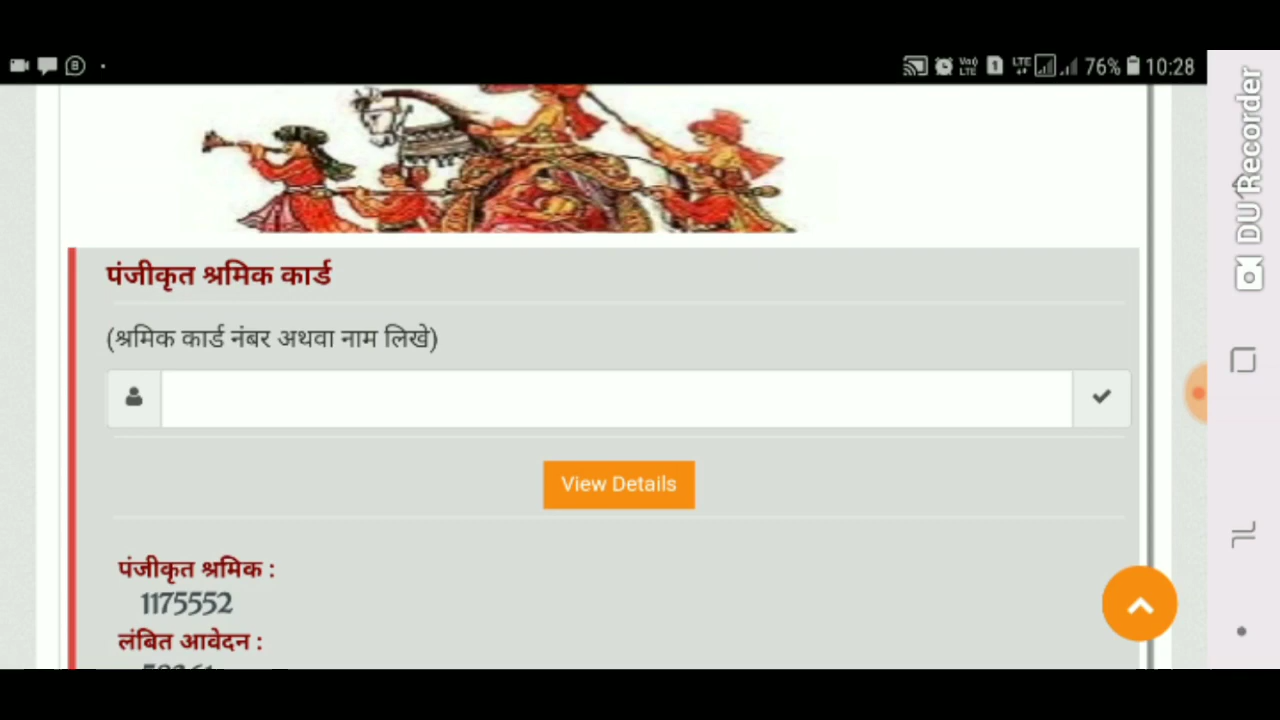 76% 10:28
DU Recorder
पंजीकृत श्रमिक कार्ड
(श्रमिक कार्ड नंबर अथवा नाम लिखे)
View Details
पंजीकृत श्रमिक :
1175552
लंबित आवेदन :